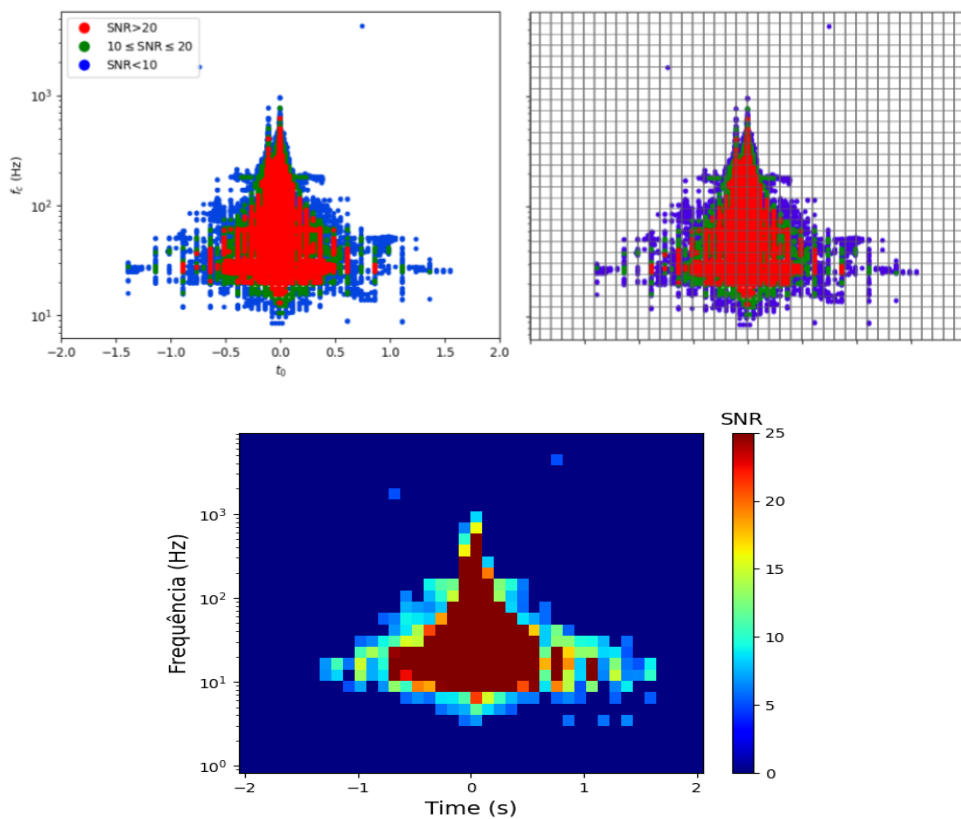 SNR>20
10 ≤ SNR ≤ 20
SNR<10
10³
10²
10¹
f_c (Hz)
−2.0 −1.5 −1.0 −0.5 0.0 0.5 1.0 1.5 2.0
t₀
SNR
25
20
15
10
5
0
10³
10²
10¹
10⁰
Frequência (Hz)
−2 −1 0 1 2
Time (s)